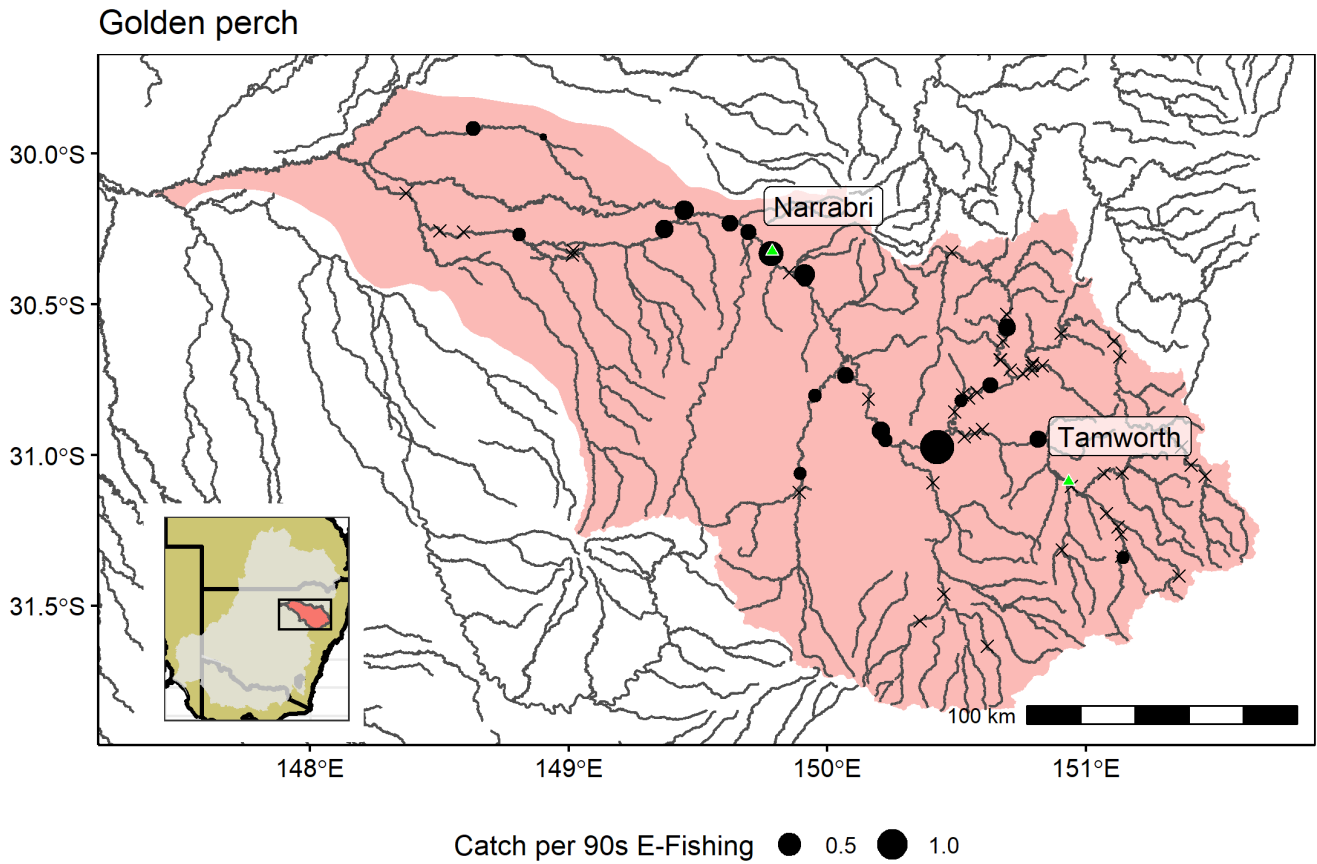 Golden perch
30.0°S
30.5°S
31.0°S
31.5°S
Narrabri
Tamworth
100 km
148°E
149°E
150°E
151°E
Catch per 90s E-Fishing
0.5
1.0